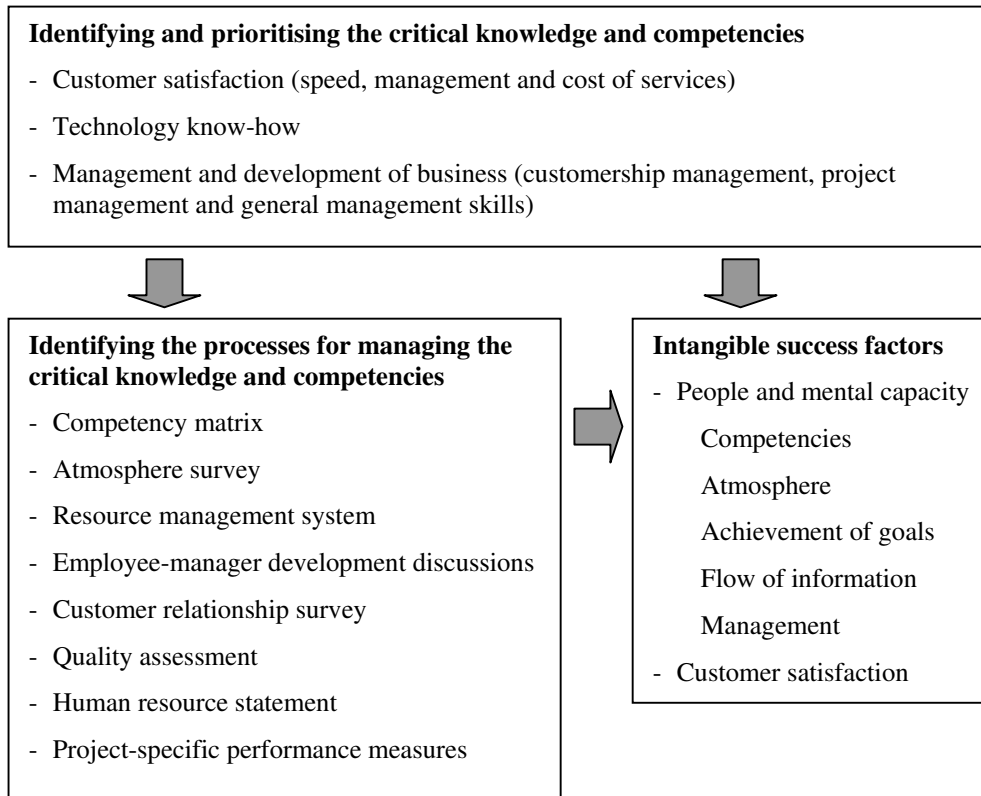 Identifying and prioritising the critical knowledge and competencies
- Customer satisfaction (speed, management and cost of services)
- Technology know-how
- Management and development of business (customership management, project
management and general management skills)
Identifying the processes for managing the
critical knowledge and competencies
- Competency matrix
- Atmosphere survey
- Resource management system
- Employee-manager development discussions
- Customer relationship survey
- Quality assessment
- Human resource statement
- Project-specific performance measures
Intangible success factors
- People and mental capacity
Competencies
Atmosphere
Achievement of goals
Flow of information
Management
- Customer satisfaction